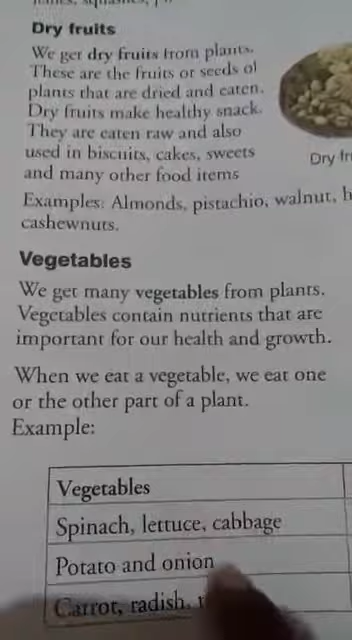 Dry fruits
We get dry fruits from plants.
These are the fruits or seeds of
plants that are dried and eaten.
Dry fruits make healthy snack.
They are eaten raw and also
used in biscuits, cakes, sweets
and many other food items
Dry
Examples: Almonds, pistachio, walnut,
cashewnuts.
Vegetables
We get many vegetables from plants.
Vegetables contain nutrients that are
important for our health and growth.
When we eat a vegetable, we eat one
or the other part of a plant.
Example:
Vegetables
Spinach, lettuce, cabbage
Potato and onion
Carrot, radish,